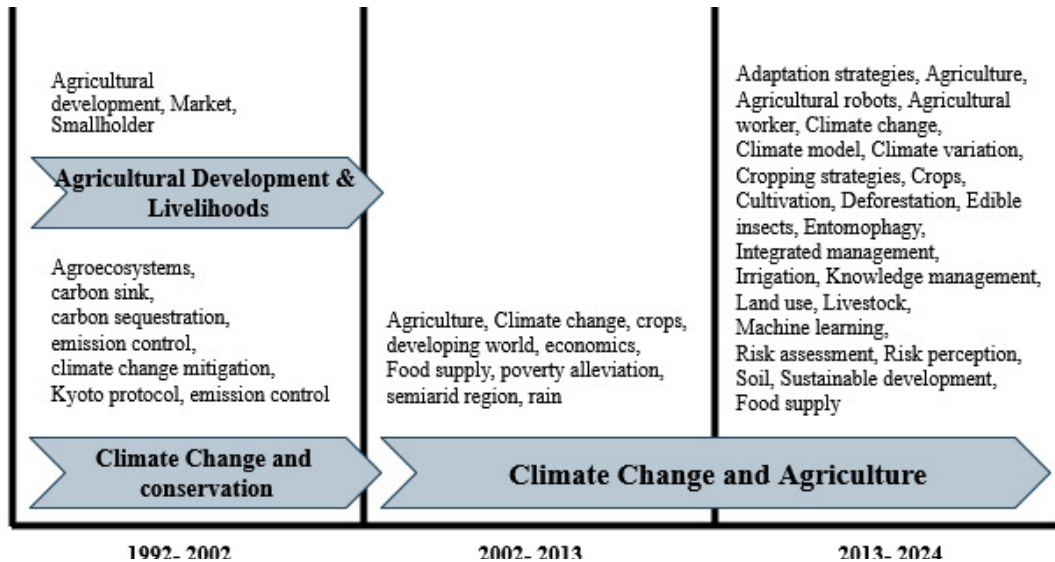 Agricultural
development, Market,
Smallholder
Agricultural Development &
Livelihoods
Agroecosystems,
carbon sink,
carbon sequestration,
emission control,
climate change mitigation,
Kyoto protocol, emission control
Climate Change and
conservation
Agriculture, Climate change, crops,
developing world, economics,
Food supply, poverty alleviation,
semiarid region, rain
Adaptation strategies, Agriculture,
Agricultural robots, Agricultural
worker, Climate change,
Climate model, Climate variation,
Cropping strategies, Crops,
Cultivation, Deforestation, Edible
insects, Entomophagy,
Integrated management,
Irrigation, Knowledge management,
Land use, Livestock,
Machine learning,
Risk assessment, Risk perception,
Soil, Sustainable development,
Food supply
Climate Change and Agriculture
1992- 2002
2002- 2013
2013- 2024